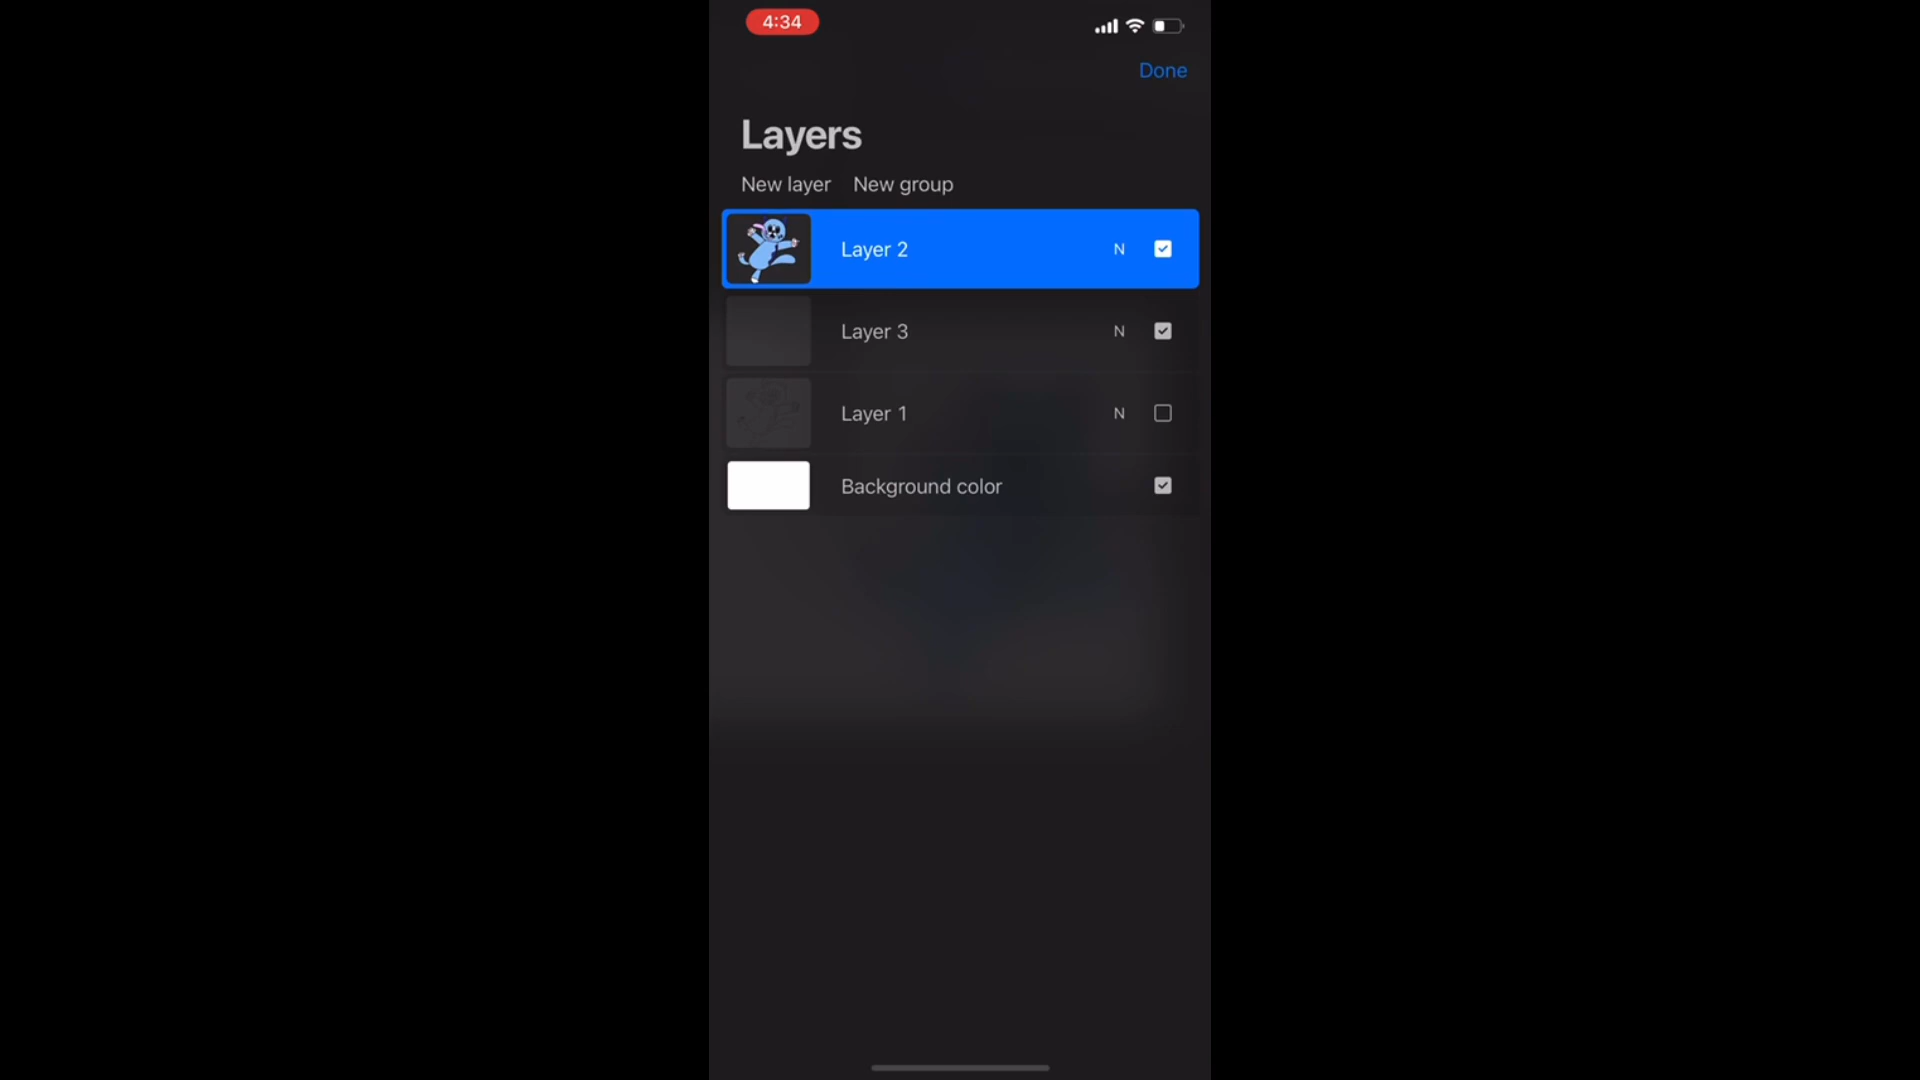 4:34
Done
Layers
New layer New group
Layer 2 N
Layer 3 N
Layer 1 N
Background color